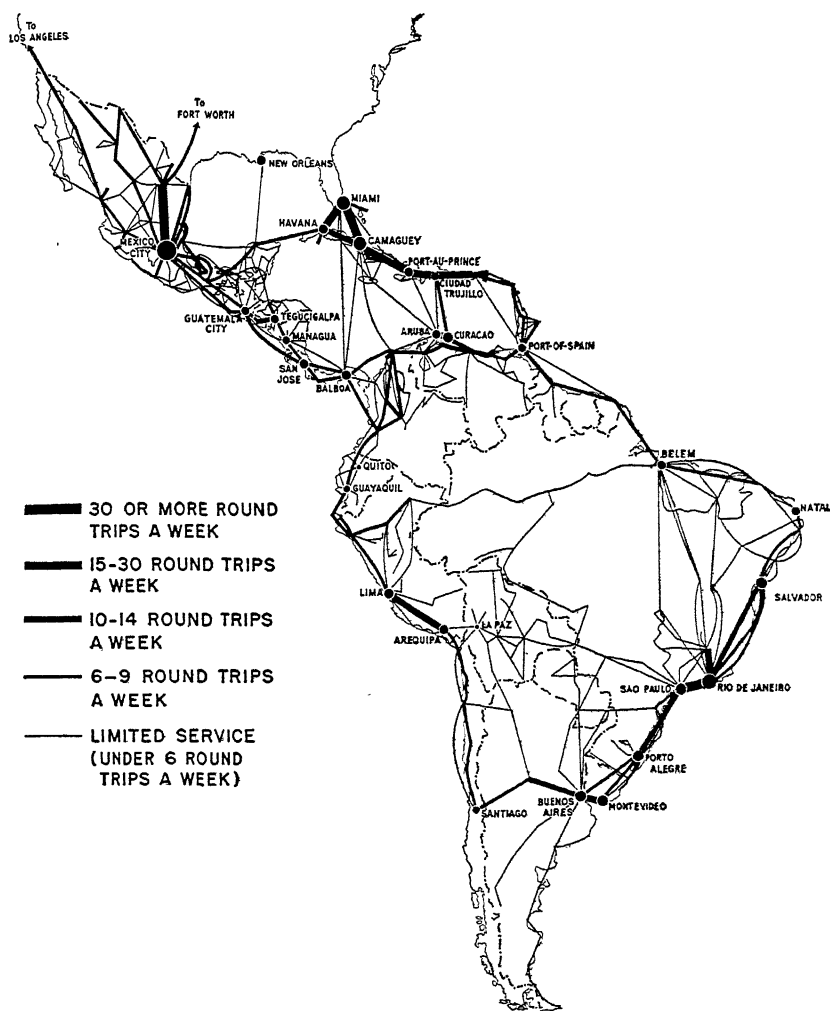 To
LOS ANGELES
To
FORT WORTH
NEW ORLEANS
MIAMI
HAVANA
CAMAGUEY
MEXICO
CITY
PORT-AU-PRINCE
CIUDAD
TRUJILLO
GUATEMALA
CITY
TEGUCIGALPA
MANAGUA
ARUBA
CURACAO
PORT-OF-SPAIN
SAN
JOSE
BALBOA
BELEM
QUITO
GUAYAQUIL
NATAL
30 OR MORE ROUND
TRIPS A WEEK
15-30 ROUND TRIPS
A WEEK
10-14 ROUND TRIPS
A WEEK
6-9 ROUND TRIPS
A WEEK
LIMITED SERVICE
(UNDER 6 ROUND
TRIPS A WEEK)
LIMA
SALVADOR
LA PAZ
AREQUIPA
SAO PAULO
RIO DE JANEIRO
PORTO
ALEGRE
BUENOS
AIRES
MONTEVIDEO
SANTIAGO